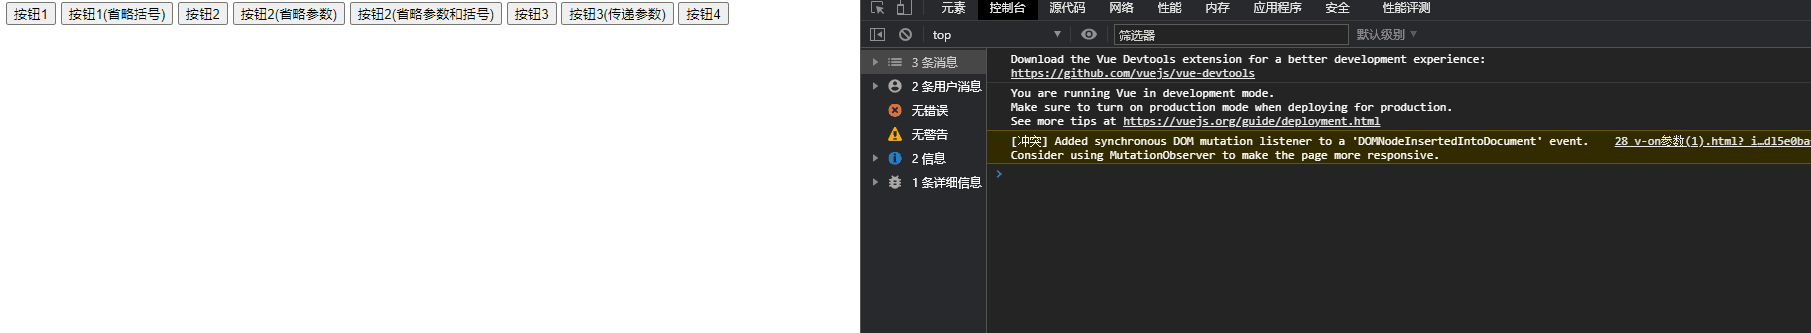 按钮1 按钮1(省略括号) 按钮2 按钮2(省略参数) 按钮2(省略参数和括号) 按钮3 按钮3(传递参数) 按钮4
元素 控制台 源代码 网络 性能 内存 应用程序 安全 性能评测
top 筛选器 默认级别
3 条消息
2 条用户消息
无错误
无警告
2 信息
1 条详细信息
Download the Vue Devtools extension for a better development experience:
https://github.com/vuejs/vue-devtools
You are running Vue in development mode.
Make sure to turn on production mode when deploying for production.
See more tips at https://vuejs.org/guide/deployment.html
[冲突] Added synchronous DOM mutation listener to a 'DOMNodeInsertedIntoDocument' event. 28 v-on参数(1).html? i…dl5e0ba
Consider using MutationObserver to make the page more responsive.